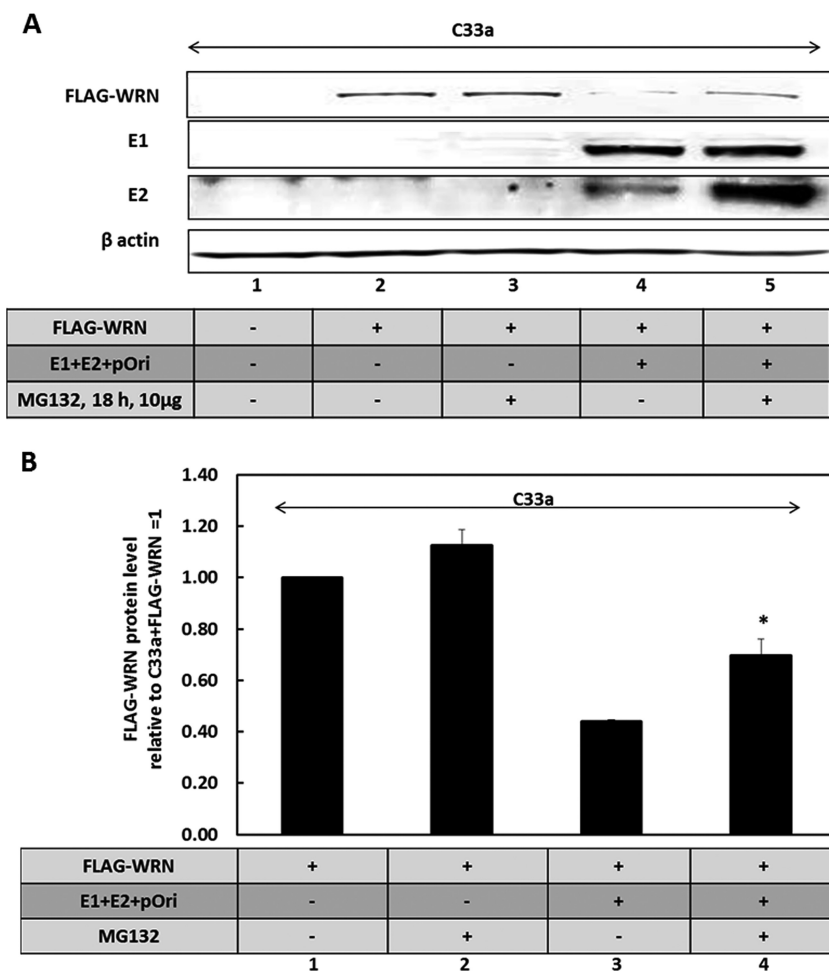 A
C33a
FLAG-WRN
E1
E2
β actin
1 2 3 4 5
FLAG-WRN - + + + +
E1+E2+pOri - - - + +
MG132, 18 h, 10µg - - + - +
B
C33a
FLAG-WRN protein level
relative to C33a+FLAG-WRN =1
1.40
1.20
1.00
0.80
0.60
0.40
0.20
0.00
*
FLAG-WRN + + + +
E1+E2+pOri - - + +
MG132 - + - +
1 2 3 4